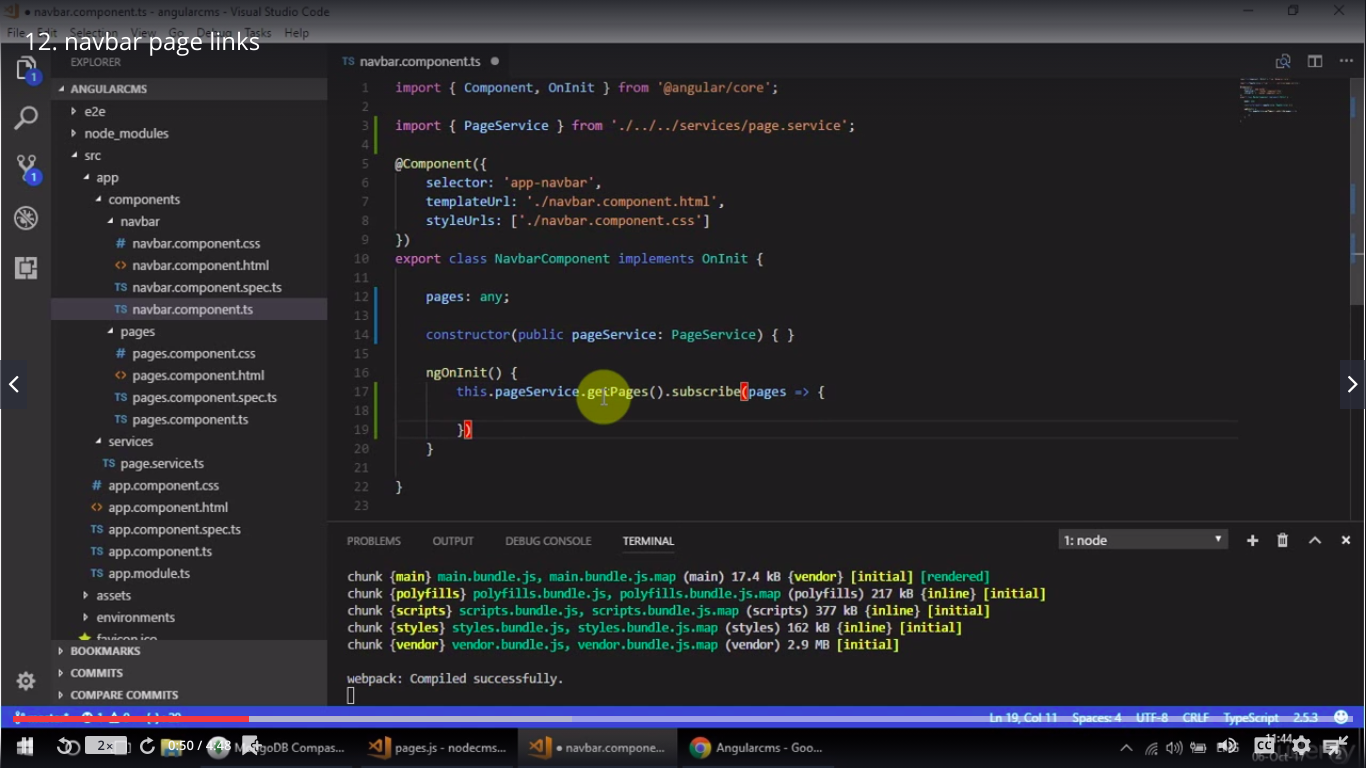 navbar.component.ts - angularcms - Visual Studio Code
File Edit Selection View Go Debug Tasks Help
12. navbar page links
EXPLORER
ANGULARCMS
e2e
node_modules
src
app
components
navbar
navbar.component.css
navbar.component.html
navbar.component.spec.ts
navbar.component.ts
pages
pages.component.css
pages.component.html
pages.component.spec.ts
pages.component.ts
services
page.service.ts
app.component.css
app.component.html
app.component.spec.ts
app.component.ts
app.module.ts
assets
environments
favicon.ico
BOOKMARKS
COMMITS
COMPARE COMMITS
navbar.component.ts
1 import { Component, OnInit } from '@angular/core';
2
3 import { PageService } from './../../services/page.service';
4
5 @Component({
6 selector: 'app-navbar',
7 templateUrl: './navbar.component.html',
8 styleUrls: ['./navbar.component.css']
9 })
10 export class NavbarComponent implements OnInit {
11
12 pages: any;
13
14 constructor(public pageService: PageService) { }
15
16 ngOnInit() {
17 this.pageService.getPages().subscribe(pages => {
18
19 })
20 }
21
22 }
23
PROBLEMS OUTPUT DEBUG CONSOLE TERMINAL 1: node
chunk {main} main.bundle.js, main.bundle.js.map (main) 17.4 kB {vendor} [initial] [rendered]
chunk {polyfills} polyfills.bundle.js, polyfills.bundle.js.map (polyfills) 217 kB {inline} [initial]
chunk {scripts} scripts.bundle.js, scripts.bundle.js.map (scripts) 377 kB {inline} [initial]
chunk {styles} styles.bundle.js, styles.bundle.js.map (styles) 162 kB {inline} [initial]
chunk {vendor} vendor.bundle.js, vendor.bundle.js.map (vendor) 2.9 MB [initial]
webpack: Compiled successfully.
Ln 19, Col 11 Spaces: 4 UTF-8 CRLF TypeScript 2.5.3
2x 0:50 / 4:48 MongoDB Compas... pages.js - nodecms... navbar.compone... Angularcms - Goo...
11:44